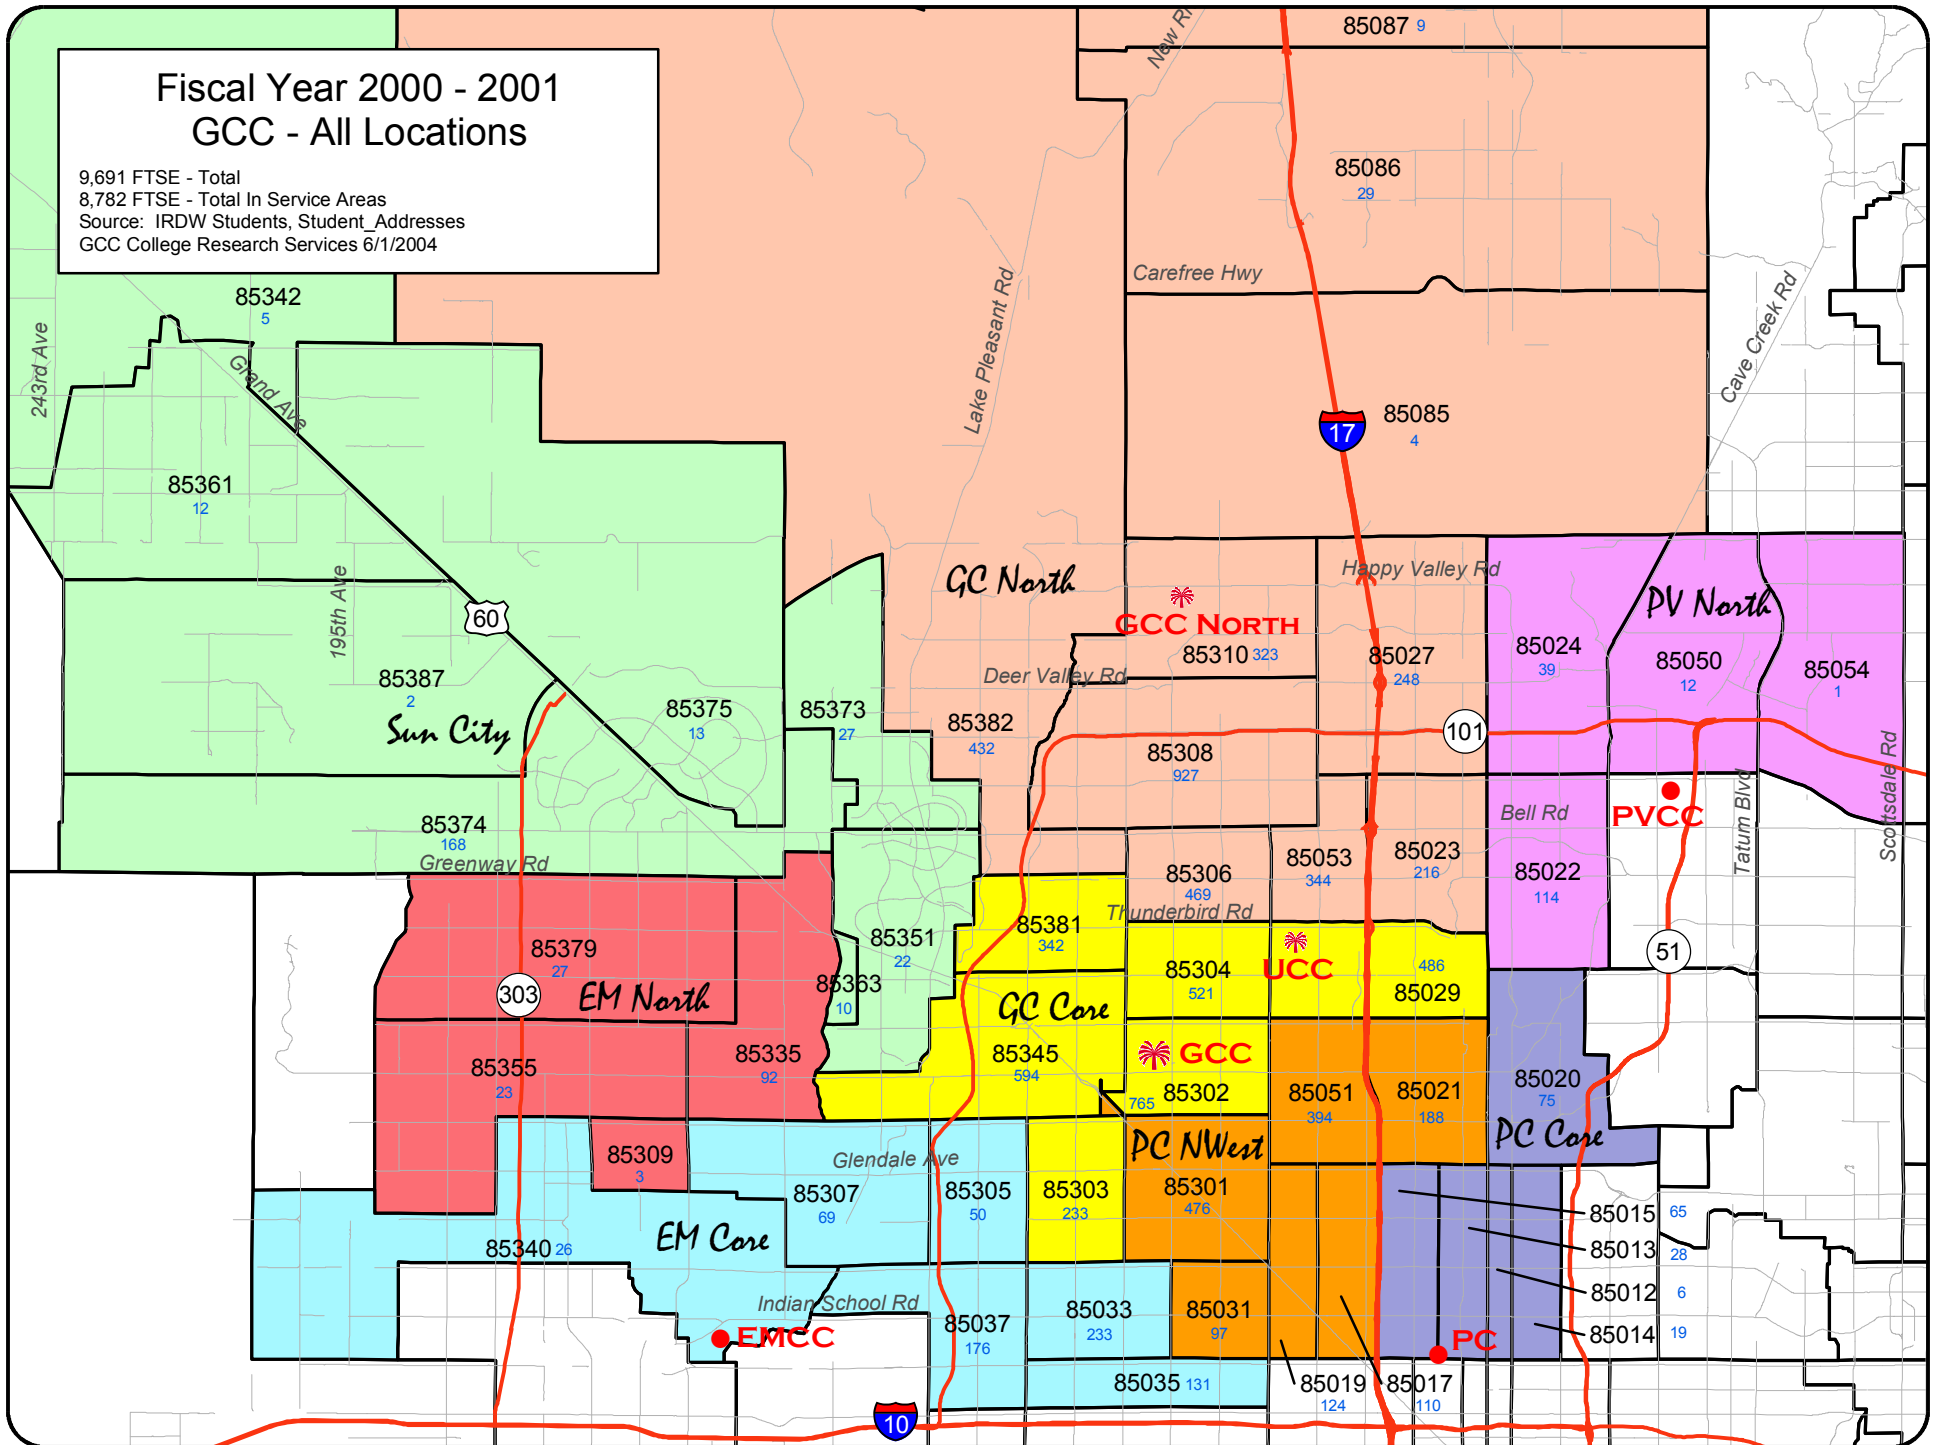 Fiscal Year 2000 - 2001
GCC - All Locations
9,691 FTSE - Total
8,782 FTSE - Total In Service Areas
Source: IRDW Students, Student_Addresses
GCC College Research Services 6/1/2004
85087 9
New Ri
85086
29
Carefree Hwy
85342
5
243rd Ave
Grand Ave
Lake Pleasant Rd
Cave Creek Rd
85085
4
17
85361
12
195th Ave
60
GC North
Happy Valley Rd
GCC North
85310 323
85027
248
PV North
85024
39
85050
12
85054
1
Deer Valley Rd
85387
2
Sun City
85375
13
85373
27
85382
432
85308
927
101
Scottsdale Rd
Tatum Blvd
Bell Rd
PVCC
85374
168
Greenway Rd
85306
469
85053
344
85023
216
85022
114
Thunderbird Rd
85381
342
85379
27
303
EM North
85363
10
85351
22
GC Core
85304
521
UCC
486
85029
51
85355
23
85335
92
85345
594
GCC
765 85302
85051
394
85021
188
85020
75
PC Core
PC NWest
85309
3
Glendale Ave
85307
69
85305
50
85303
233
85301
476
85015 65
85013 28
85012 6
85014 19
85340 26
EM Core
Indian School Rd
EMCC
85037
176
85033
233
85031
97
PC
85035 131
85019
124
85017
110
10